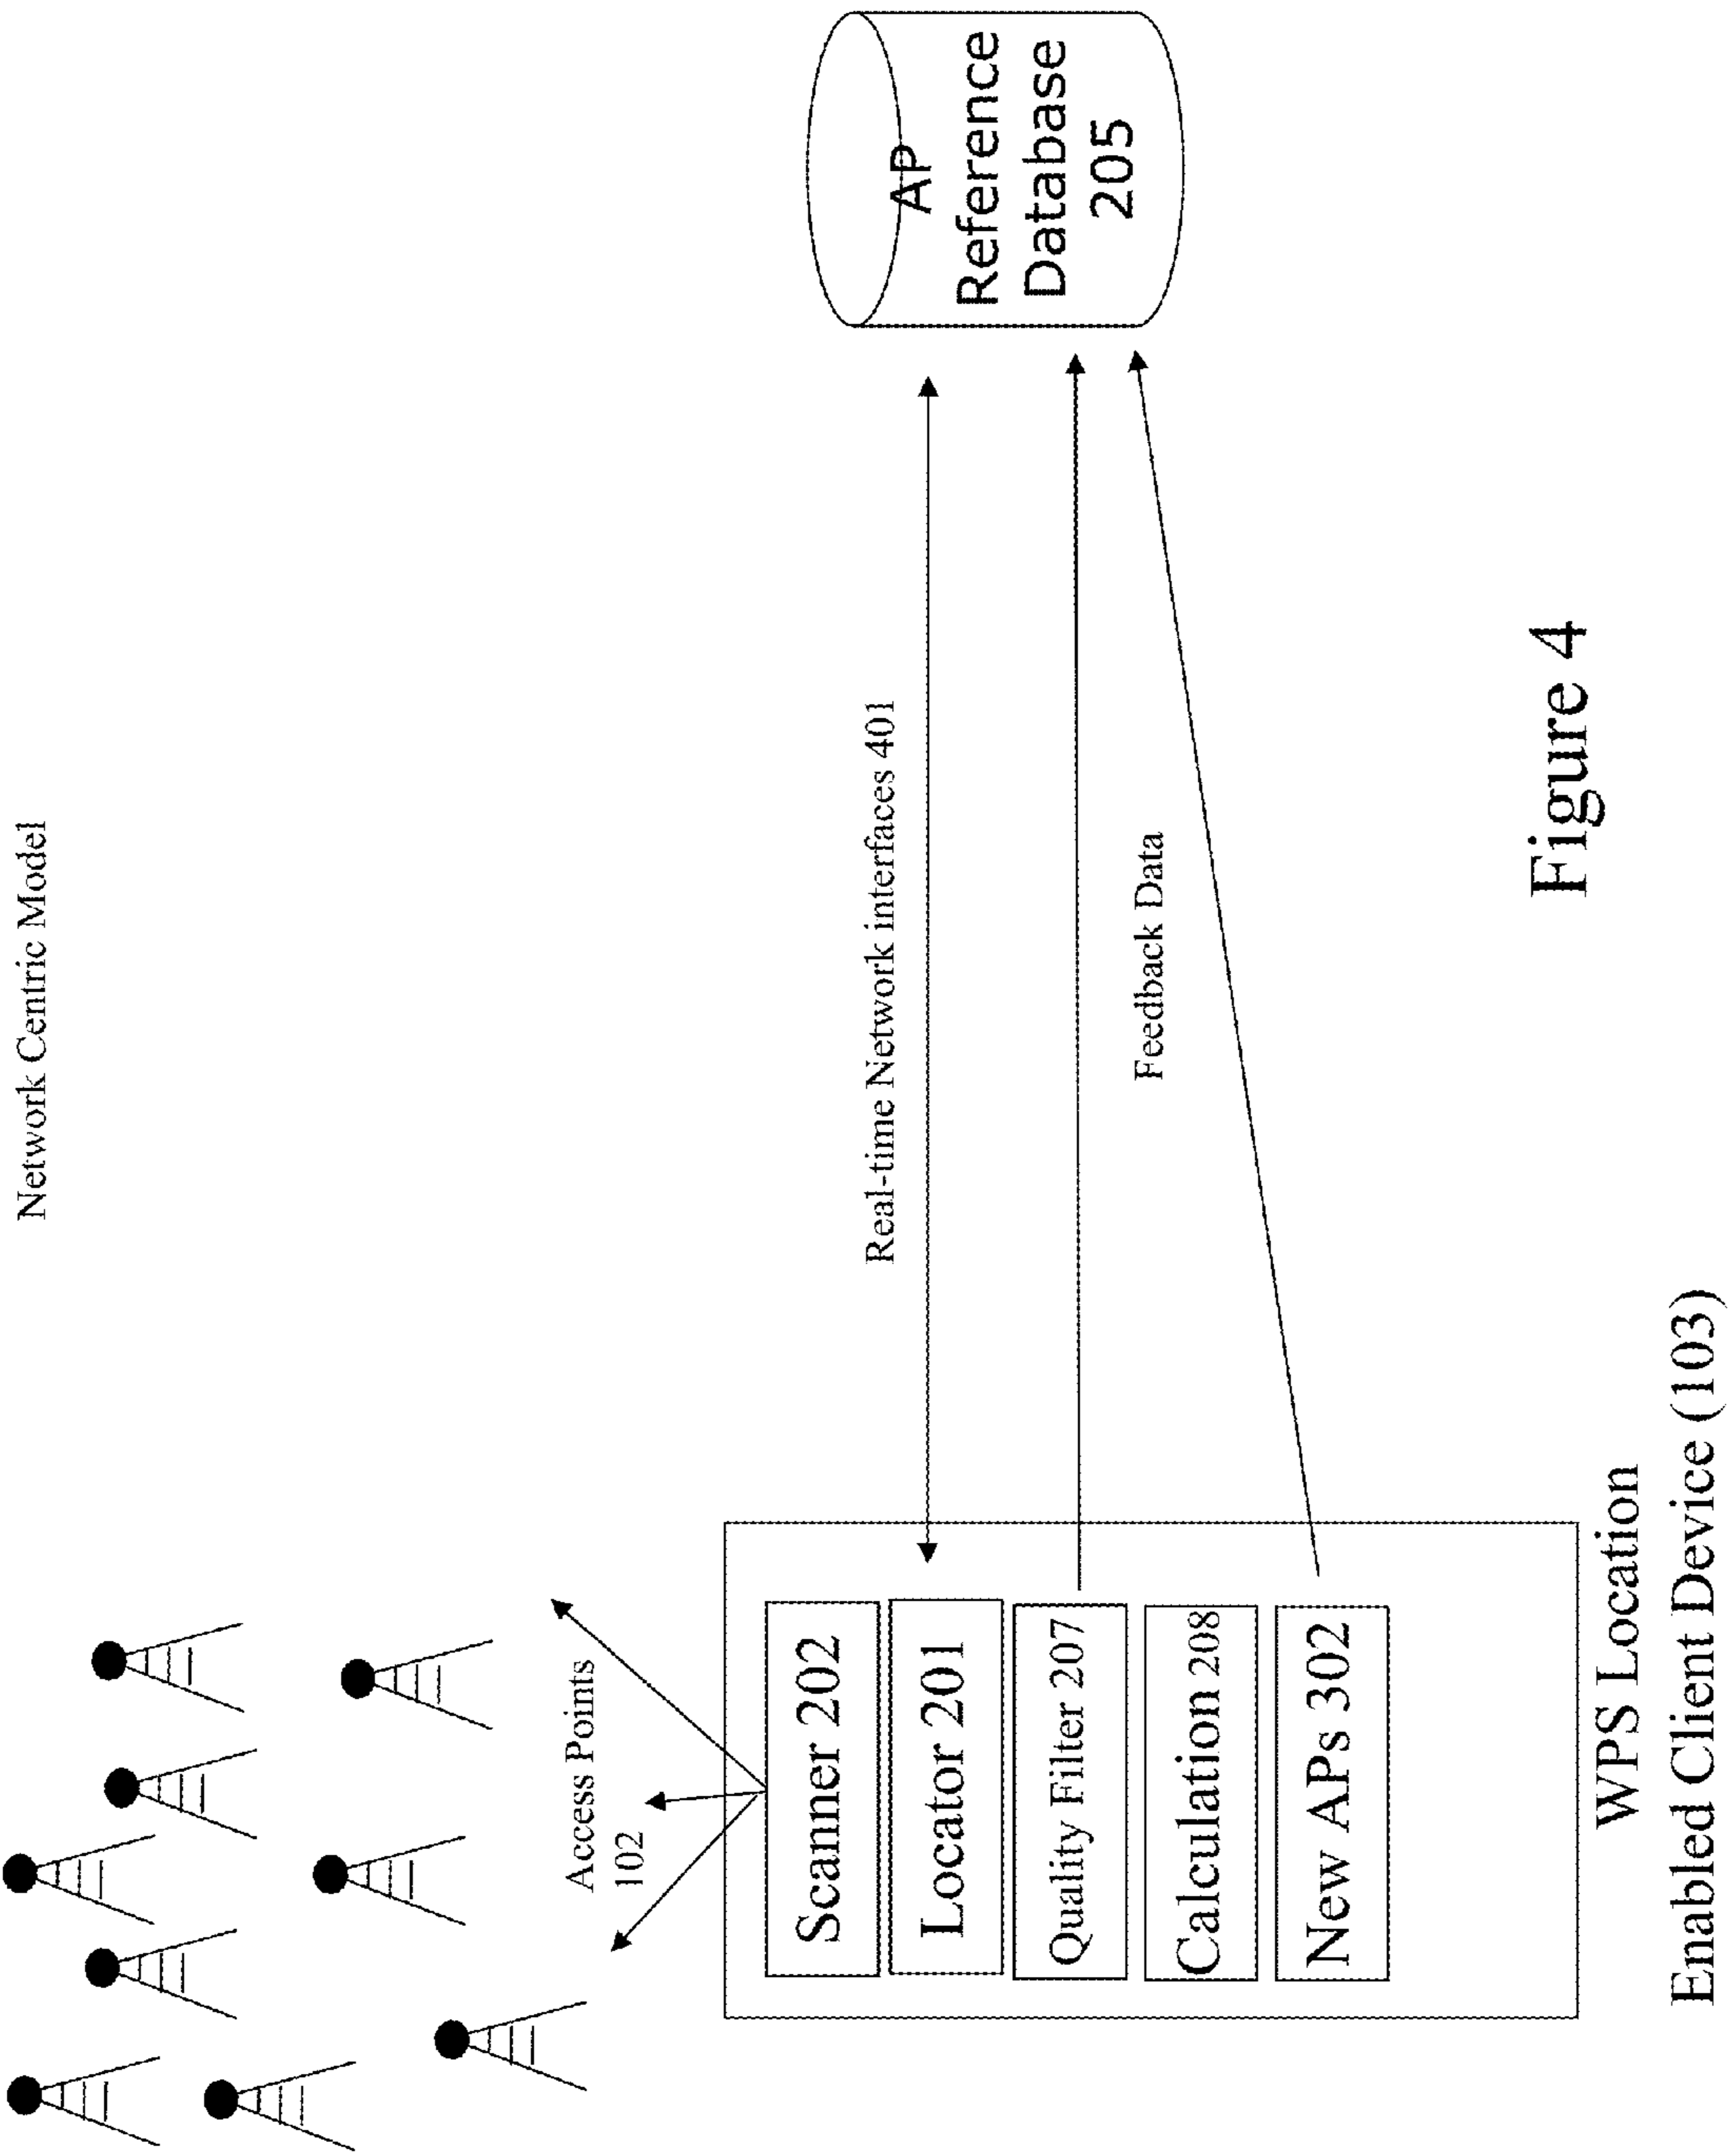 Network Centric Model
Access Points
102
Real-time Network interfaces 401
AP
Reference
Database
205
Scanner 202
Locator 201
Quality Filter 207
Calculation 208
New APs 302
Feedback Data
WPS Location
Enabled Client Device (103)
Figure 4